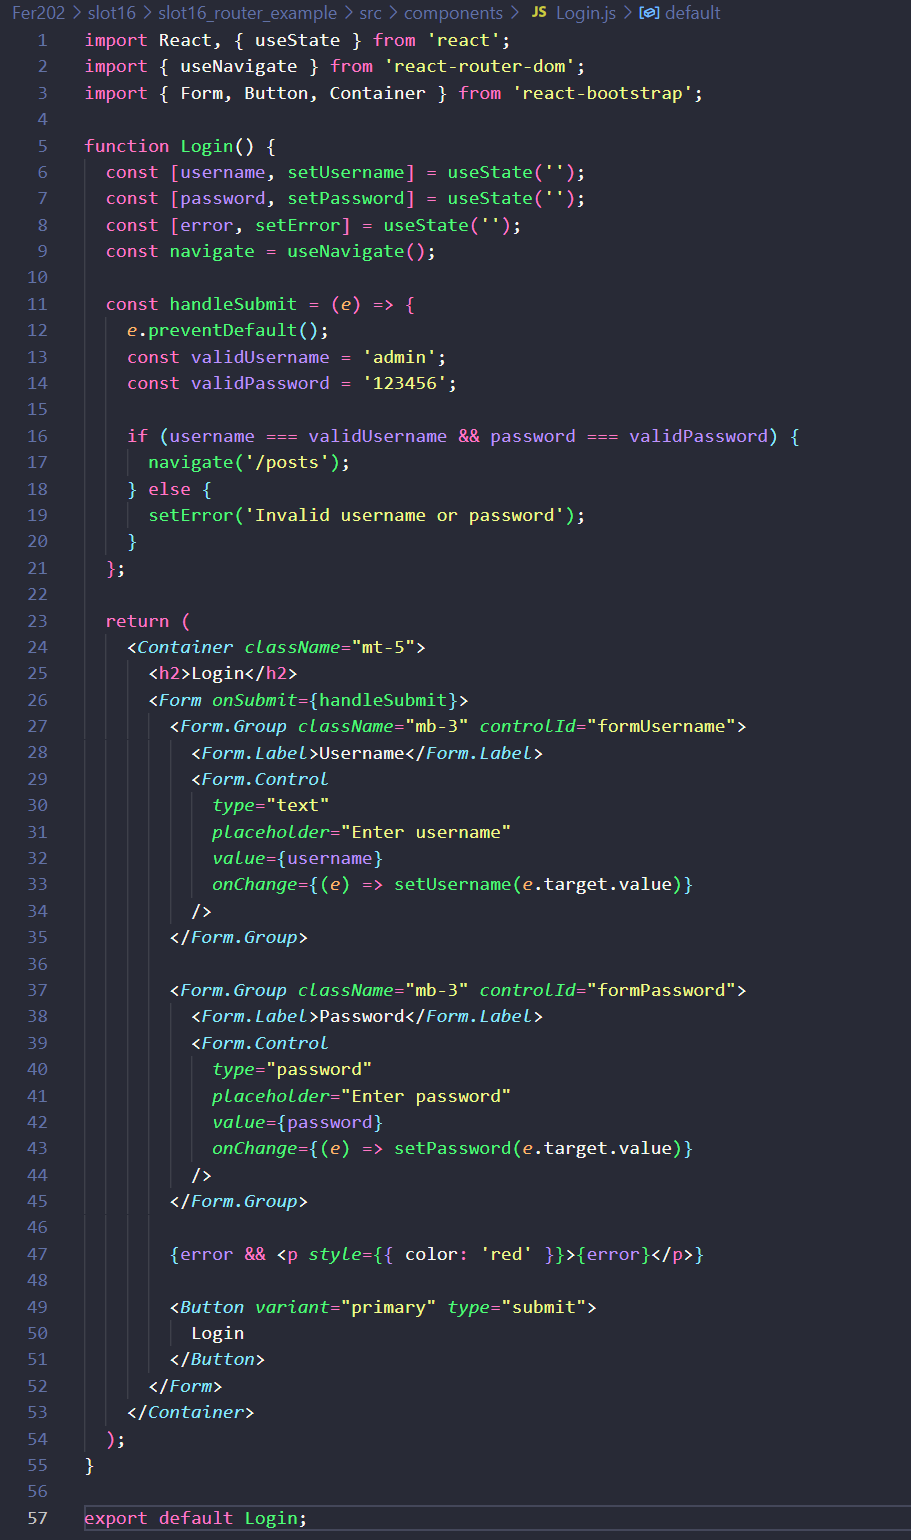 Fer202 > slot16 > slot16_router_example > src > components > JS Login.js > default
1 import React, { useState } from 'react';
2 import { useNavigate } from 'react-router-dom';
3 import { Form, Button, Container } from 'react-bootstrap';
4
5 function Login() {
6   const [username, setUsername] = useState('');
7   const [password, setPassword] = useState('');
8   const [error, setError] = useState('');
9   const navigate = useNavigate();
10
11   const handleSubmit = (e) => {
12     e.preventDefault();
13     const validUsername = 'admin';
14     const validPassword = '123456';
15
16     if (username === validUsername && password === validPassword) {
17       navigate('/posts');
18     } else {
19       setError('Invalid username or password');
20     }
21   };
22
23   return (
24     <Container className="mt-5">
25       <h2>Login</h2>
26       <Form onSubmit={handleSubmit}>
27         <Form.Group className="mb-3" controlId="formUsername">
28           <Form.Label>Username</Form.Label>
29           <Form.Control
30             type="text"
31             placeholder="Enter username"
32             value={username}
33             onChange={(e) => setUsername(e.target.value)}
34           />
35         </Form.Group>
36
37         <Form.Group className="mb-3" controlId="formPassword">
38           <Form.Label>Password</Form.Label>
39           <Form.Control
40             type="password"
41             placeholder="Enter password"
42             value={password}
43             onChange={(e) => setPassword(e.target.value)}
44           />
45         </Form.Group>
46
47         {error && <p style={{ color: 'red' }}>{error}</p>}
48
49         <Button variant="primary" type="submit">
50           Login
51         </Button>
52       </Form>
53     </Container>
54   );
55 }
56
57 export default Login;